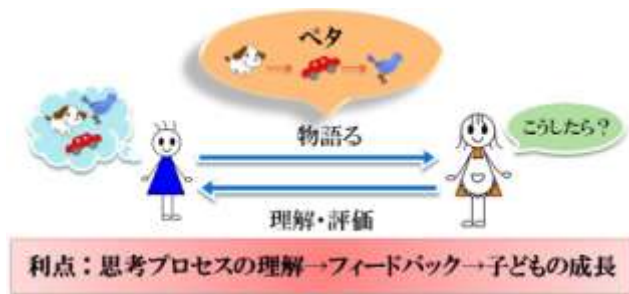 ペタ
物語る
こうしたら？
理解・評価
利点：思考プロセスの理解→フィードバック→子どもの成長